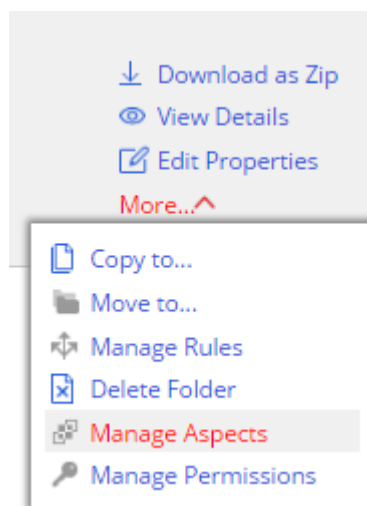 Download as Zip
View Details
Edit Properties
More...
Copy to...
Move to...
Manage Rules
Delete Folder
Manage Aspects
Manage Permissions